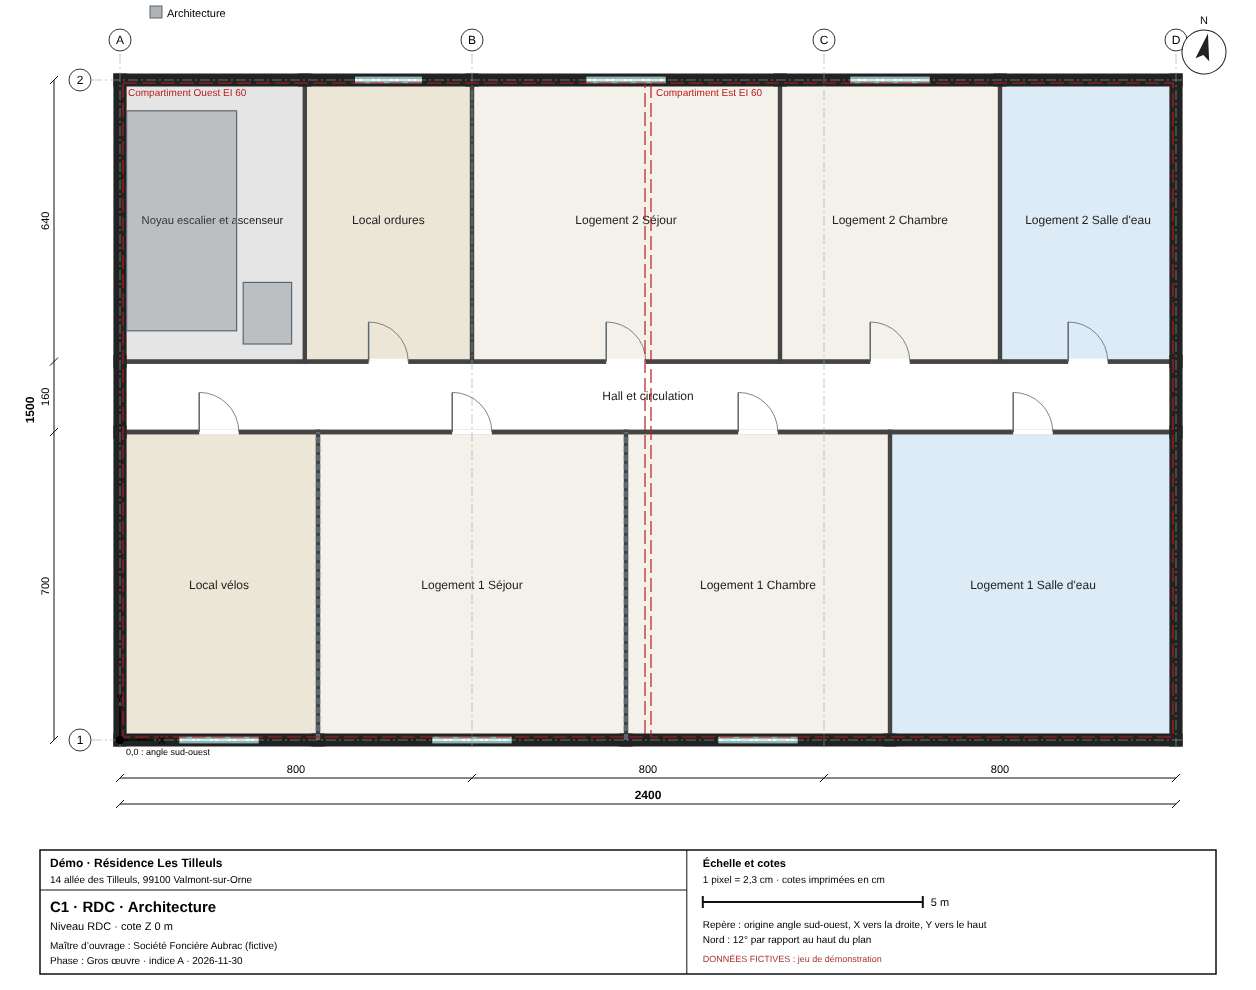 Architecture
N
A
B
C
D
2
Compartiment Ouest EI 60
Compartiment Est EI 60
Noyau escalier et ascenseur
Local ordures
Logement 2 Séjour
Logement 2 Chambre
Logement 2 Salle d'eau
640
160
1500
700
Hall et circulation
Local vélos
Logement 1 Séjour
Logement 1 Chambre
Logement 1 Salle d'eau
1
0,0 : angle sud-ouest
800
800
800
2400
Démo · Résidence Les Tilleuls
14 allée des Tilleuls, 99100 Valmont-sur-Orne
C1 · RDC · Architecture
Niveau RDC · cote Z 0 m
Maître d'ouvrage : Société Foncière Aubrac (fictive)
Phase : Gros œuvre · indice A · 2026-11-30
Échelle et cotes
1 pixel = 2,3 cm · cotes imprimées en cm
5 m
Repère : origine angle sud-ouest, X vers la droite, Y vers le haut
Nord : 12° par rapport au haut du plan
DONNÉES FICTIVES : jeu de démonstration